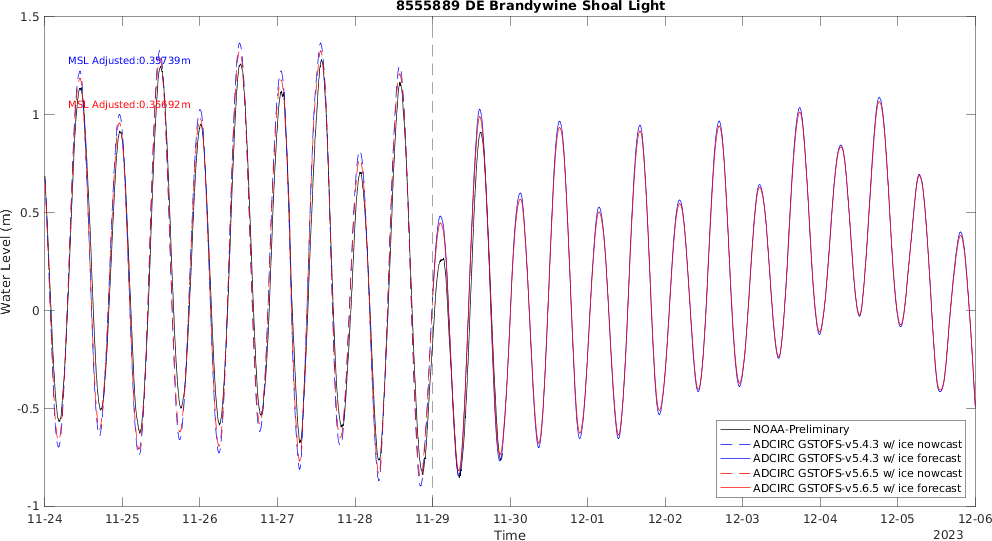 8555889 DE Brandywine Shoal Light
MSL Adjusted:0.35739m
MSL Adjusted:0.35692m
Water Level (m)
1.5
1
0.5
0
-0.5
-1
NOAA-Preliminary
ADCIRC GSTOFS-v5.4.3 w/ ice nowcast
ADCIRC GSTOFS-v5.4.3 w/ ice forecast
ADCIRC GSTOFS-v5.6.5 w/ ice nowcast
ADCIRC GSTOFS-v5.6.5 w/ ice forecast
11-24 11-25 11-26 11-27 11-28 11-29 11-30 12-01 12-02 12-03 12-04 12-05 12-06
Time
2023